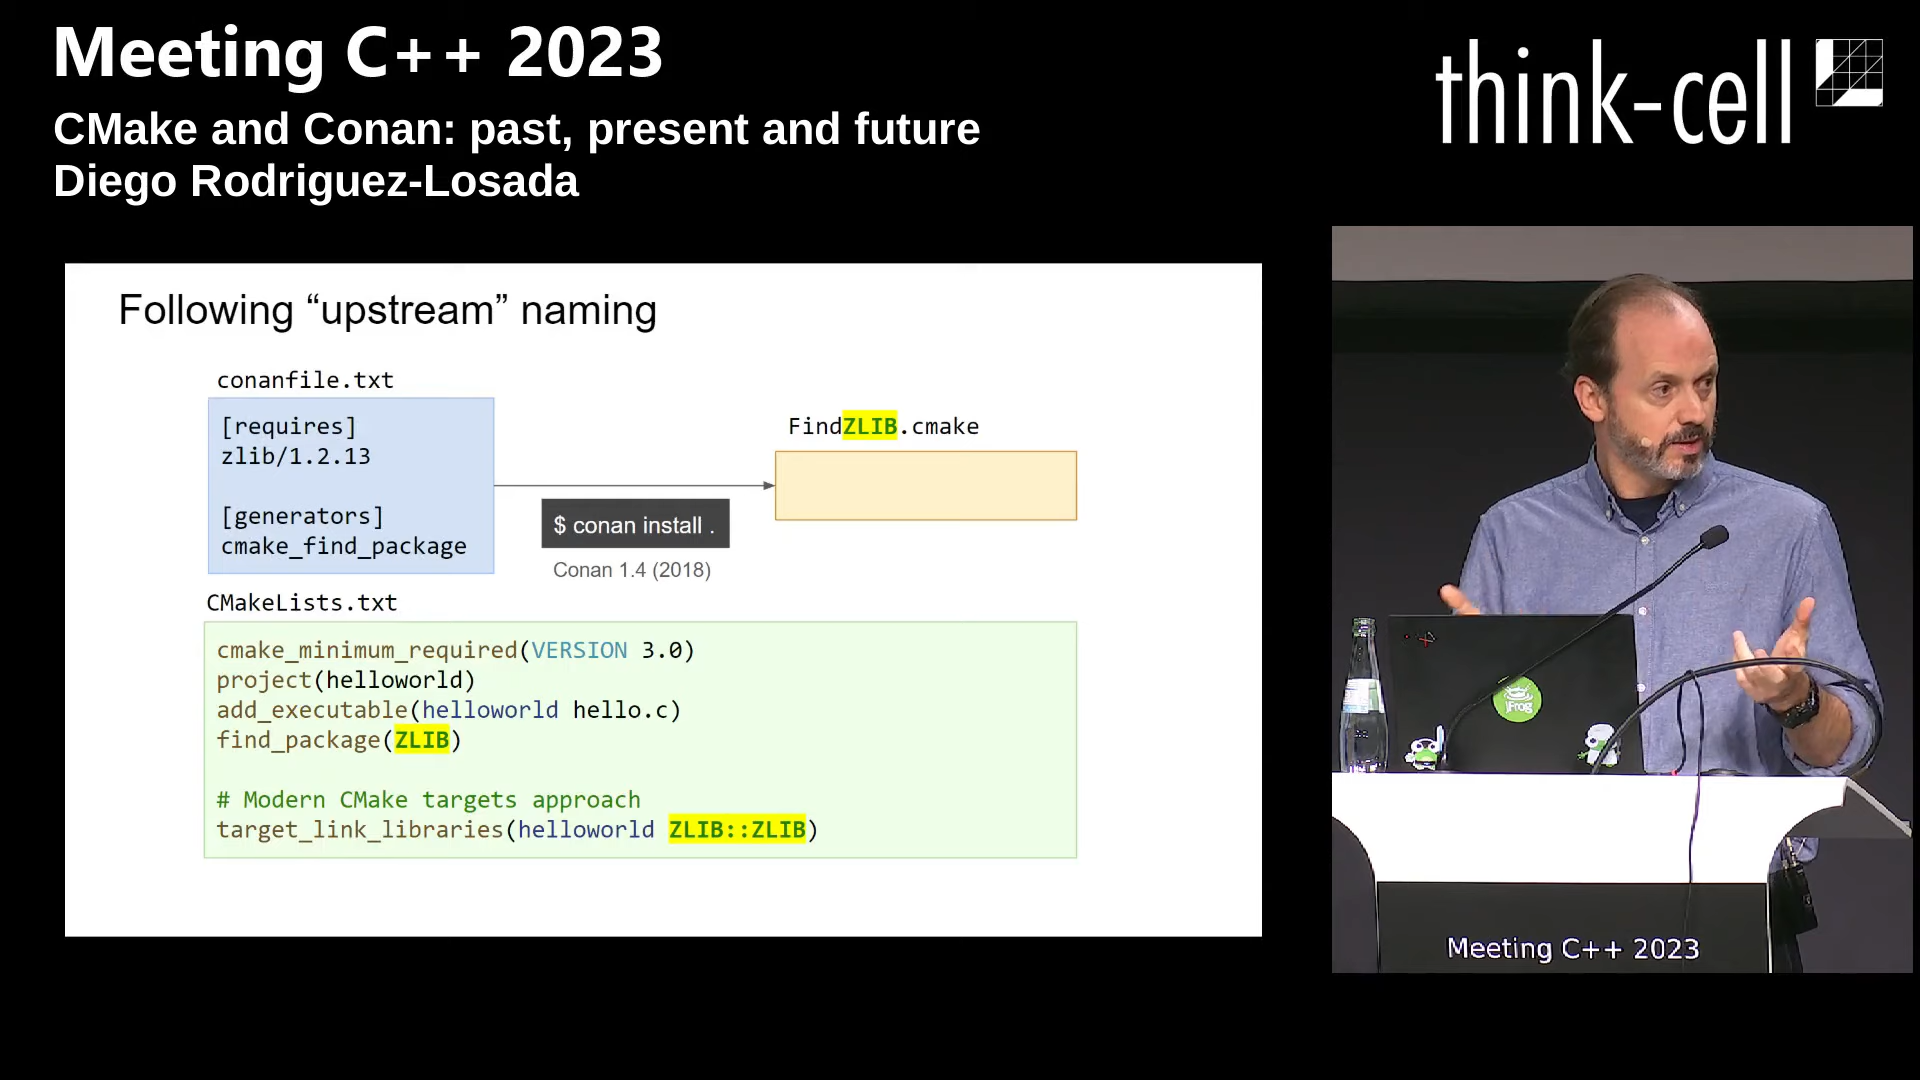 Meeting C++ 2023
CMake and Conan: past, present and future
Diego Rodriguez-Losada
think-cell
Following “upstream” naming
conanfile.txt
[requires]
zlib/1.2.13
[generators]
cmake_find_package
$ conan install .
Conan 1.4 (2018)
FindZLIB.cmake
CMakeLists.txt
cmake_minimum_required(VERSION 3.0)
project(helloworld)
add_executable(helloworld hello.c)
find_package(ZLIB)
# Modern CMake targets approach
target_link_libraries(helloworld ZLIB::ZLIB)
jFrog
Meeting C++ 2023